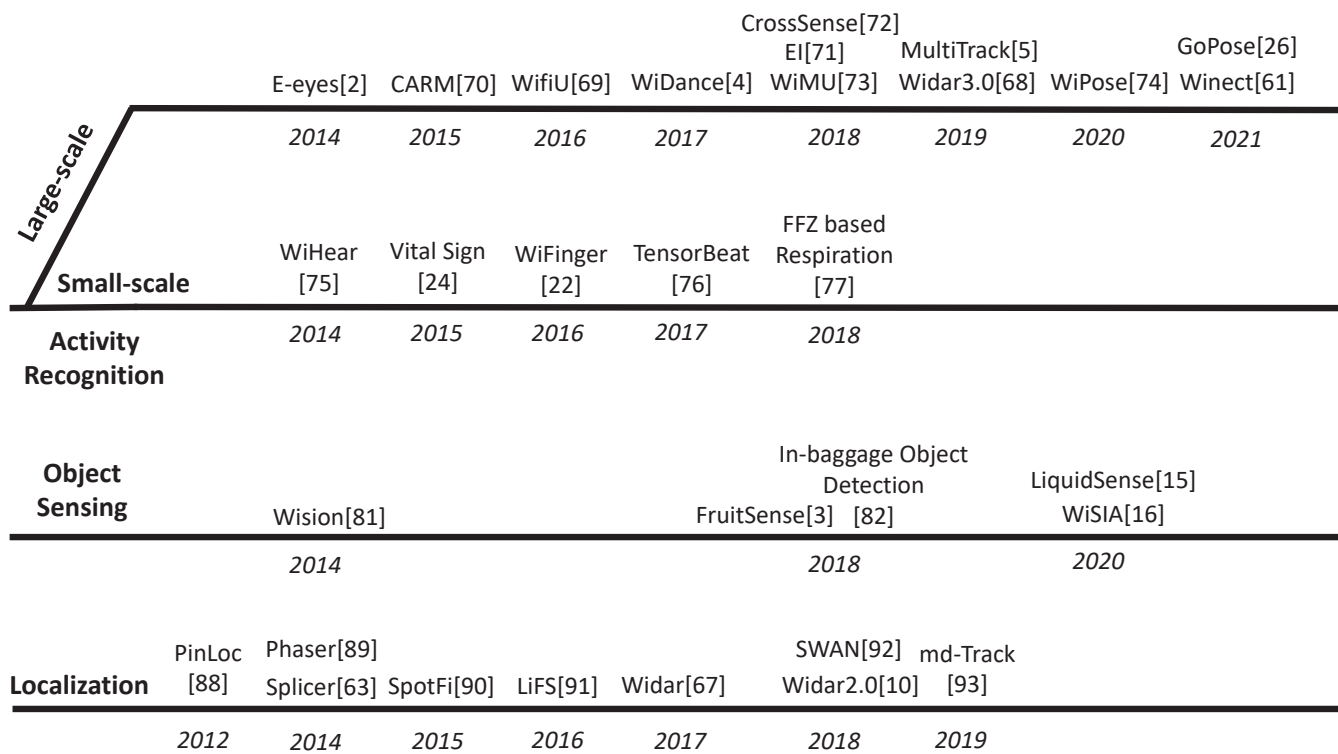 CrossSense[72]
EI[71] MultiTrack[5] GoPose[26]
E-eyes[2] CARM[70] WifiU[69] WiDance[4] WiMU[73] Widar3.0[68] WiPose[74] Winect[61]
2014 2015 2016 2017 2018 2019 2020 2021
Large-scale
FFZ based
WiHear Vital Sign WiFinger TensorBeat Respiration
Small-scale [75] [24] [22] [76] [77]
2014 2015 2016 2017 2018
Activity
Recognition
In-baggage Object
Object Detection LiquidSense[15]
Sensing Wision[81] FruitSense[3] [82] WiSIA[16]
2014 2018 2020
PinLoc Phaser[89] SWAN[92] md-Track
Localization [88] Splicer[63] SpotFi[90] LiFS[91] Widar[67] Widar2.0[10] [93]
2012 2014 2015 2016 2017 2018 2019